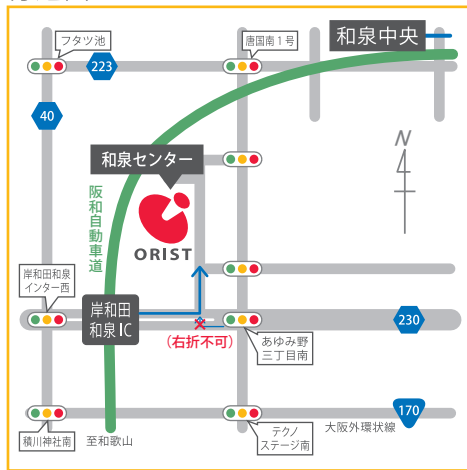 フタツ池
223
唐国南1号
和泉中央
40
N
和泉センター
阪和自動車道
ORIST
岸和田和泉
インター西
岸和田
和泉IC
(右折不可)
230
あゆみ野
三丁目南
積川神社南
至和歌山
テクノ
ステージ南
大阪外環状線
170